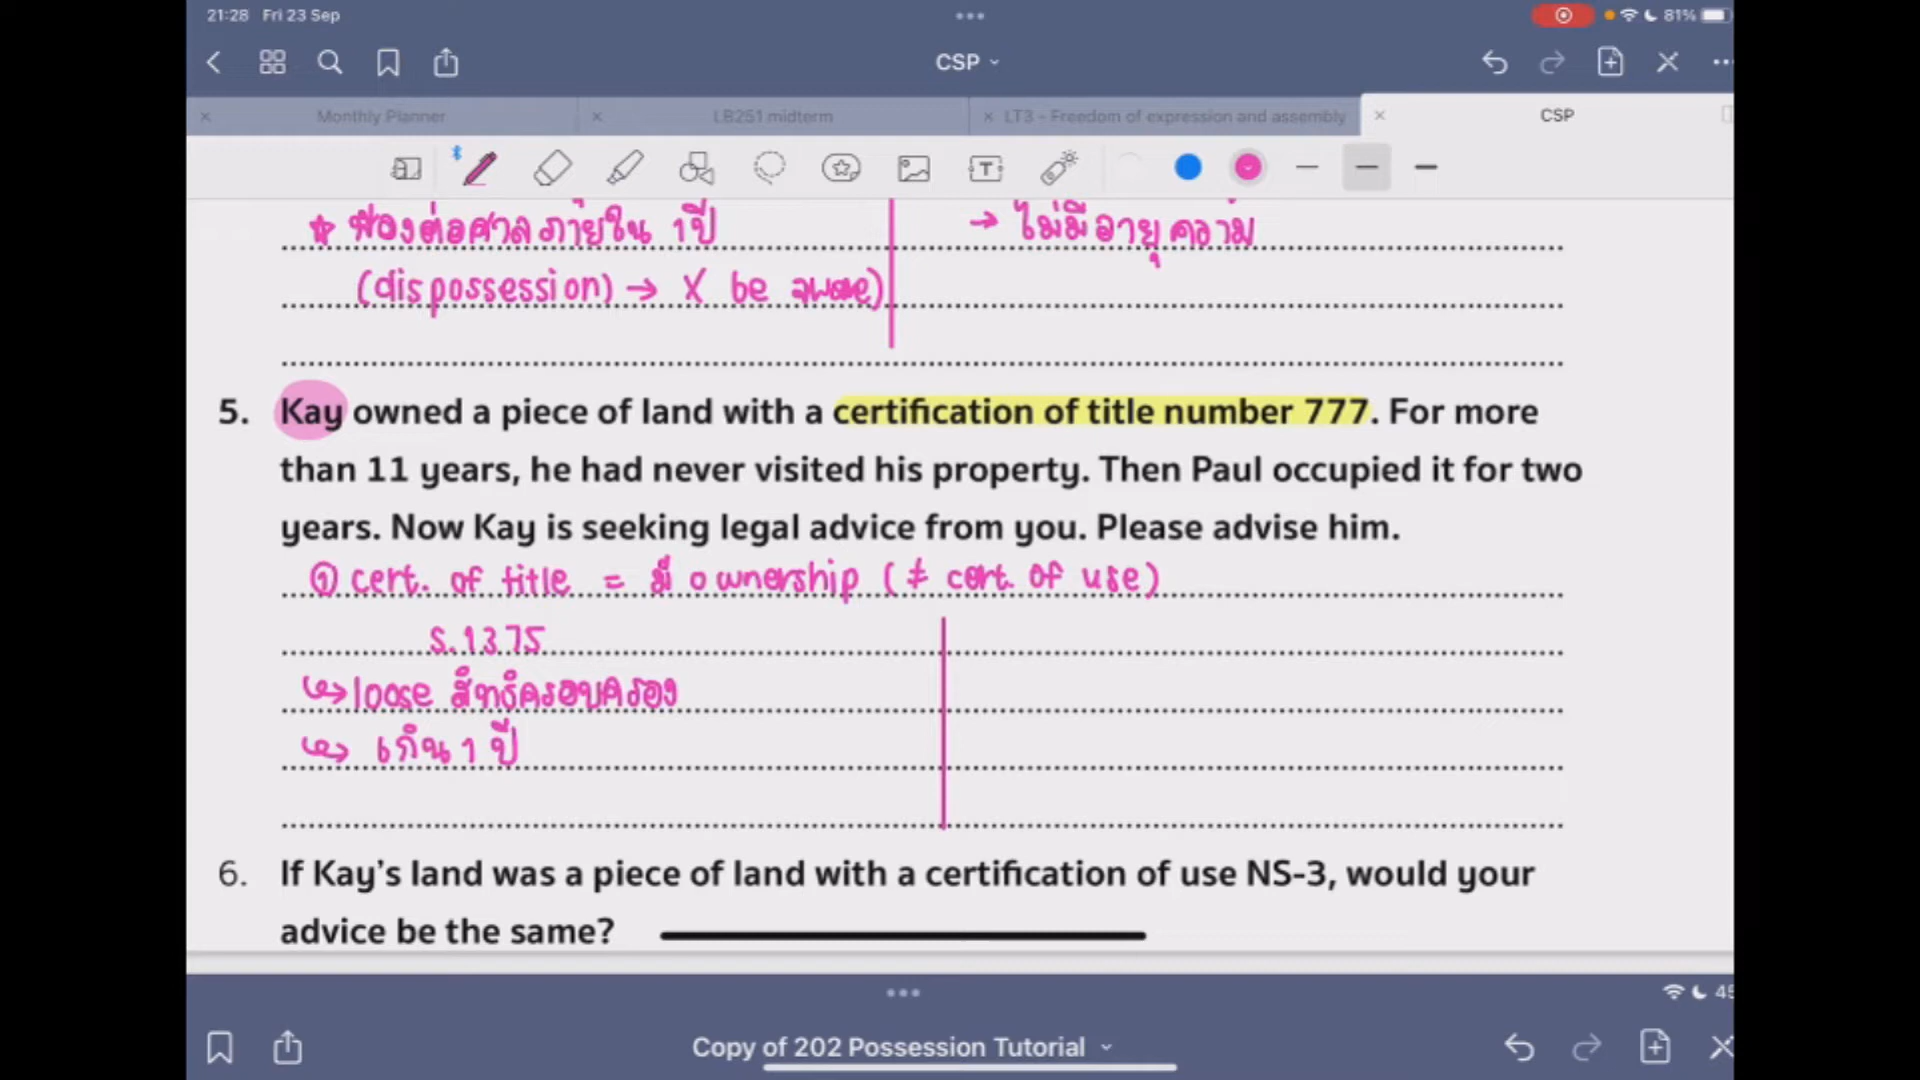 21:28 Fri 23 Sep
81%
CSP
Monthly Planner
LB251 midterm
LT3 - Freedom of expression and assembly
CSP
☆ ฟ้องต่อศาลภายใน 1 ปี
→ ไม่มีอายุความ
(dispossession) → X be
5. Kay owned a piece of land with a certification of title number 777. For more
than 11 years, he had never visited his property. Then Paul occupied it for two
years. Now Kay is seeking legal advice from you. Please advise him.
① cert. of title = มี ownership (≠ cert. of use)
S.1375
↪ loose สิทธิครอบครอง
↪ เกิน 1 ปี
6. If Kay's land was a piece of land with a certification of use NS-3, would your
advice be the same?
45
Copy of 202 Possession Tutorial